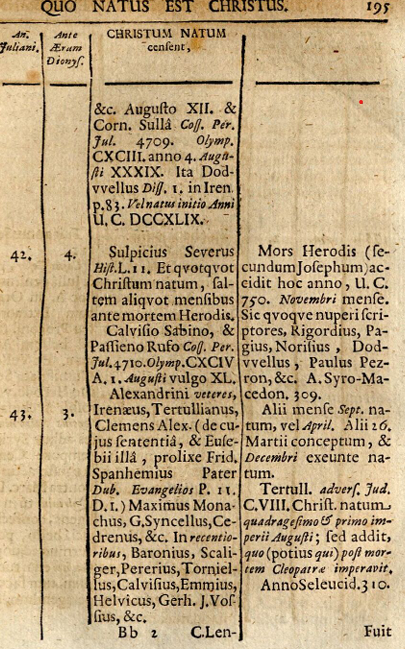 QUO NATUS EST CHRISTUS. 195
An. Juliani.
Ante Æram Dionys.
CHRISTUM NATUM
censent,
&c. Augusto XII. &
Corn. Sullâ Coss. Per.
Jul. 4709. Olymp.
CXCIII. anno 4. Augu-
sti XXXIX. Ita Dod-
vvellus Diss. 1. in Iren.
p.83. Vel natus initio Anni
U.C. DCCXLIX.
42. 4.
Sulpicius Severus
Hist. L. 11. Et qvotqvot
Christum natum, sal-
tem aliqvot mensibus
ante mortem Herodis.
Calvisio Sabino, &
Passieno Rufo Coss. Per.
Jul. 4710. Olymp. CXCIV
A. 1. Augusti vulgo XL.
Alexandrini veteres,
43. 3.
Irenæus, Tertullianus,
Clemens Alex. (de cu-
jus sententiâ, & Euse-
bii illâ, prolixe Frid.
Spanhemius Pater
Dub. Evangelios P. 11.
D. 1.) Maximus Mona-
chus, G. Syncellus, Ce-
drenus, &c. In recentio-
ribus, Baronius, Scali-
ger, Pererius, Torniel-
lus, Calvisius, Emmius,
Helvicus, Gerh. J. Vos-
sius, &c.
Mors Herodis (se-
cundum Josephum) ac-
cidit hoc anno, U. C.
750. Novembri mense.
Sic qvoqve nuperi scri-
ptores, Rigordius, Pa-
gius, Norisius, Dod-
vvellus, Paulus Pez-
ron, &c. A. Syro-Ma-
cedon. 309.
Alii mense Sept. na-
tum, vel April. Alii 26.
Martii conceptum, &
Decembri exeunte na-
tum.
Tertull. advers. Jud.
C. VIII. Christ. natum
quadragesimo & primo im-
perii Augusti; sed addit,
quo (potius qui) post mor-
tem Cleopatræ imperavit.
Anno Seleucid. 310.
Bb 2 C. Len- Fuit